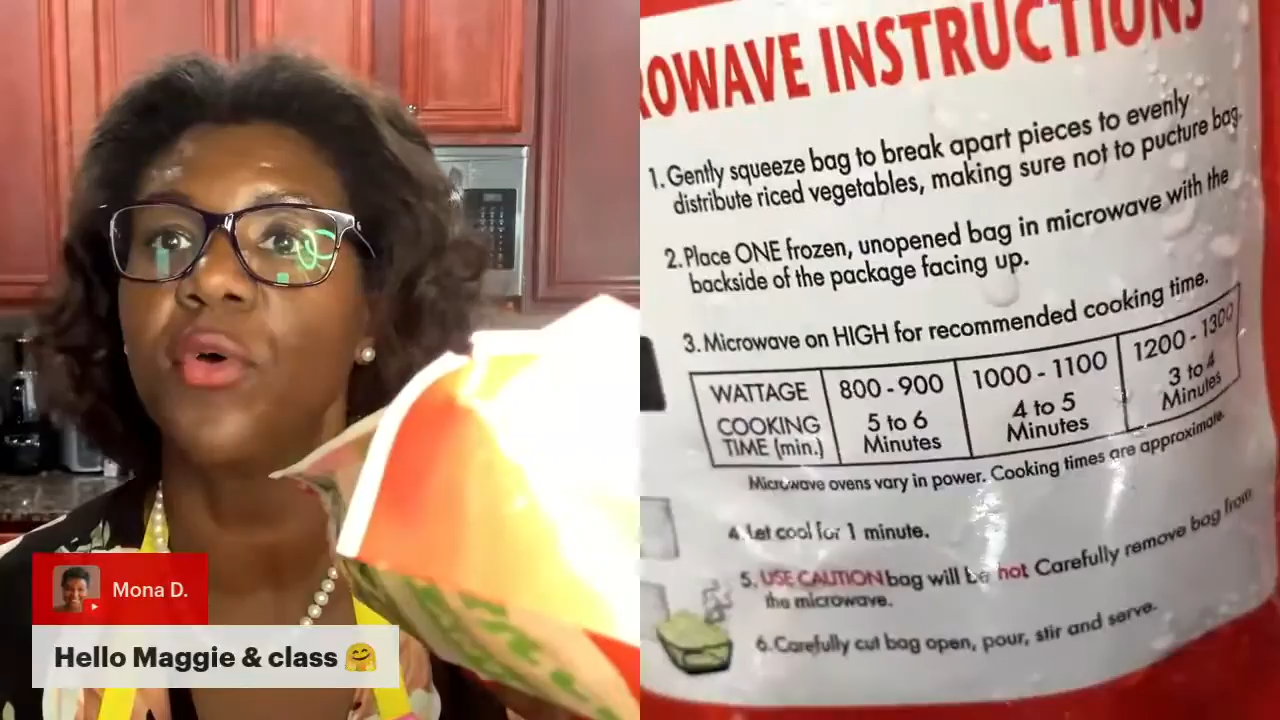 Mona D.
Hello Maggie & class 🤗
ROWAVE INSTRUCTIONS
1. Gently squeeze bag to break apart pieces to evenly
distribute riced vegetables, making sure not to pucture bag.
2. Place ONE frozen, unopened bag in microwave with the
backside of the package facing up.
3. Microwave on HIGH for recommended cooking time.
WATTAGE 800 - 900 1000 - 1100 1200 - 1300
COOKING TIME (min.) 5 to 6 Minutes 4 to 5 Minutes 3 to 4 Minutes
Microwave ovens vary in power. Cooking times are approximate.
4. Let cool for 1 minute.
5. USE CAUTION bag will be hot Carefully remove bag from
the microwave.
6. Carefully cut bag open, pour, stir and serve.